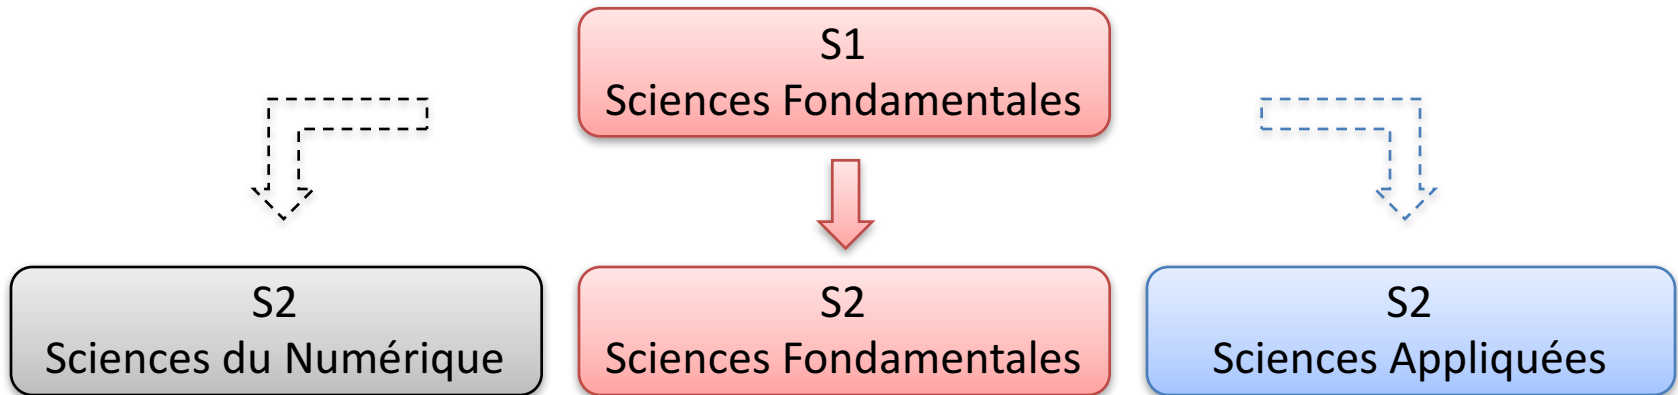 S1
Sciences Fondamentales
S2
Sciences du Numérique
S2
Sciences Fondamentales
S2
Sciences Appliquées